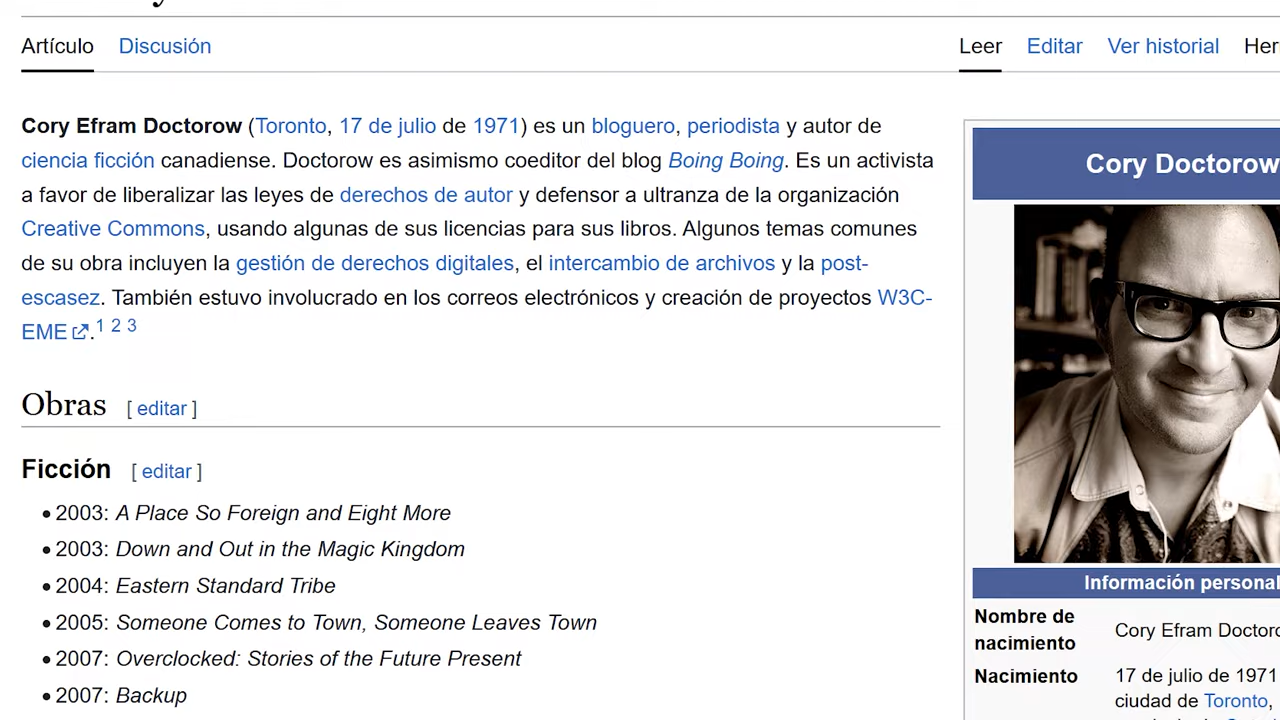 Artículo Discusión Leer Editar Ver historial
Cory Efram Doctorow (Toronto, 17 de julio de 1971) es un bloguero, periodista y autor de
ciencia ficción canadiense. Doctorow es asimismo coeditor del blog Boing Boing. Es un activista
a favor de liberalizar las leyes de derechos de autor y defensor a ultranza de la organización
Creative Commons, usando algunas de sus licencias para sus libros. Algunos temas comunes
de su obra incluyen la gestión de derechos digitales, el intercambio de archivos y la post-
escasez. También estuvo involucrado en los correos electrónicos y creación de proyectos W3C-
EME.1 2 3
Obras [ editar ]
Ficción [ editar ]
• 2003: A Place So Foreign and Eight More
• 2003: Down and Out in the Magic Kingdom
• 2004: Eastern Standard Tribe
• 2005: Someone Comes to Town, Someone Leaves Town
• 2007: Overclocked: Stories of the Future Present
• 2007: Backup
Cory Doctorow
Información personal
Nombre de
nacimiento
Cory Efram
Nacimiento
17 de julio de 1971
ciudad de Toronto,